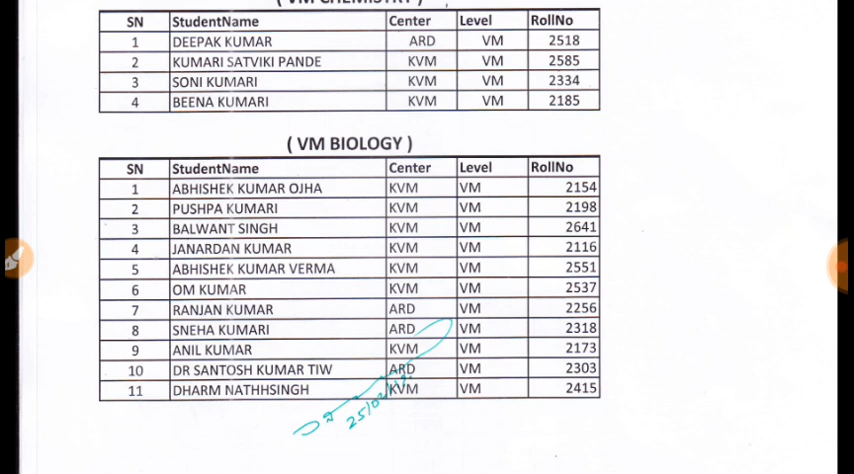 ( VM CHEMISTRY )
SN StudentName Center Level RollNo
1 DEEPAK KUMAR ARD VM 2518
2 KUMARI SATVIKI PANDE KVM VM 2585
3 SONI KUMARI KVM VM 2334
4 BEENA KUMARI KVM VM 2185
( VM BIOLOGY )
SN StudentName Center Level RollNo
1 ABHISHEK KUMAR OJHA KVM VM 2154
2 PUSHPA KUMARI KVM VM 2198
3 BALWANT SINGH KVM VM 2641
4 JANARDAN KUMAR KVM VM 2116
5 ABHISHEK KUMAR VERMA KVM VM 2551
6 OM KUMAR KVM VM 2537
7 RANJAN KUMAR ARD VM 2256
8 SNEHA KUMARI ARD VM 2318
9 ANIL KUMAR KVM VM 2173
10 DR SANTOSH KUMAR TIW ARD VM 2303
11 DHARM NATHHSINGH KVM VM 2415